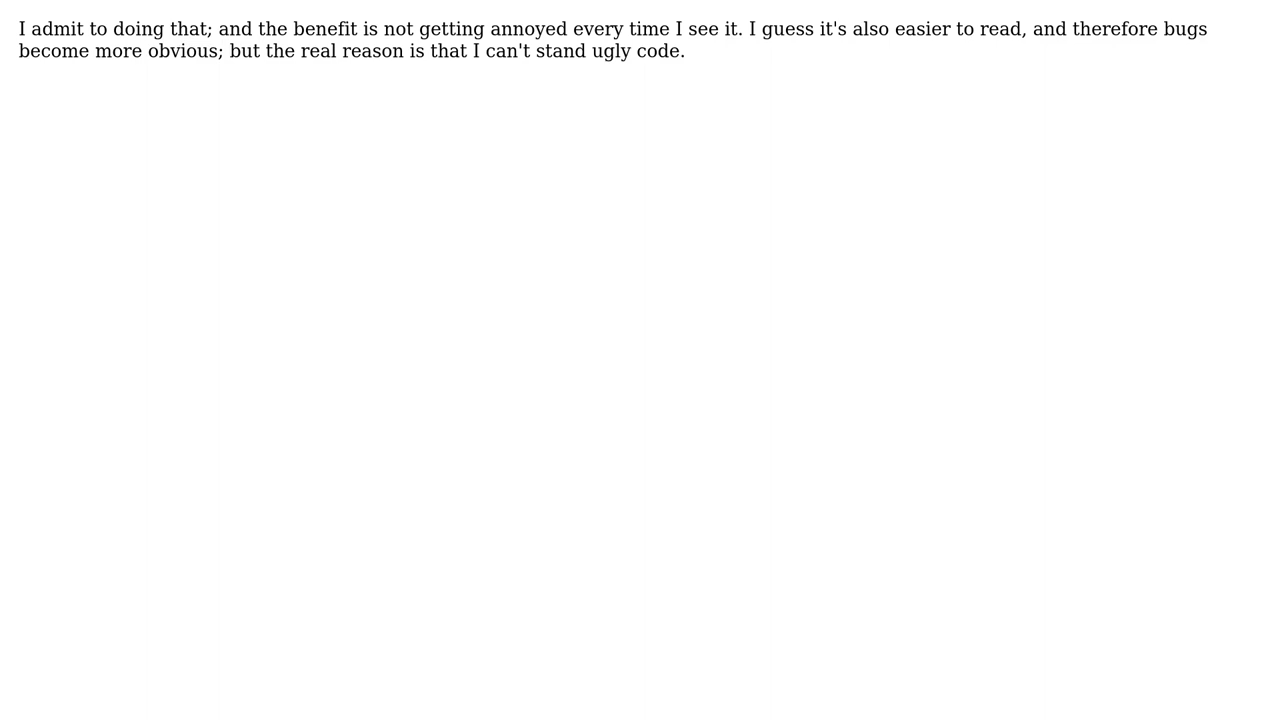 I admit to doing that; and the benefit is not getting annoyed every time I see it. I guess it's also easier to read, and therefore bugs
become more obvious; but the real reason is that I can't stand ugly code.